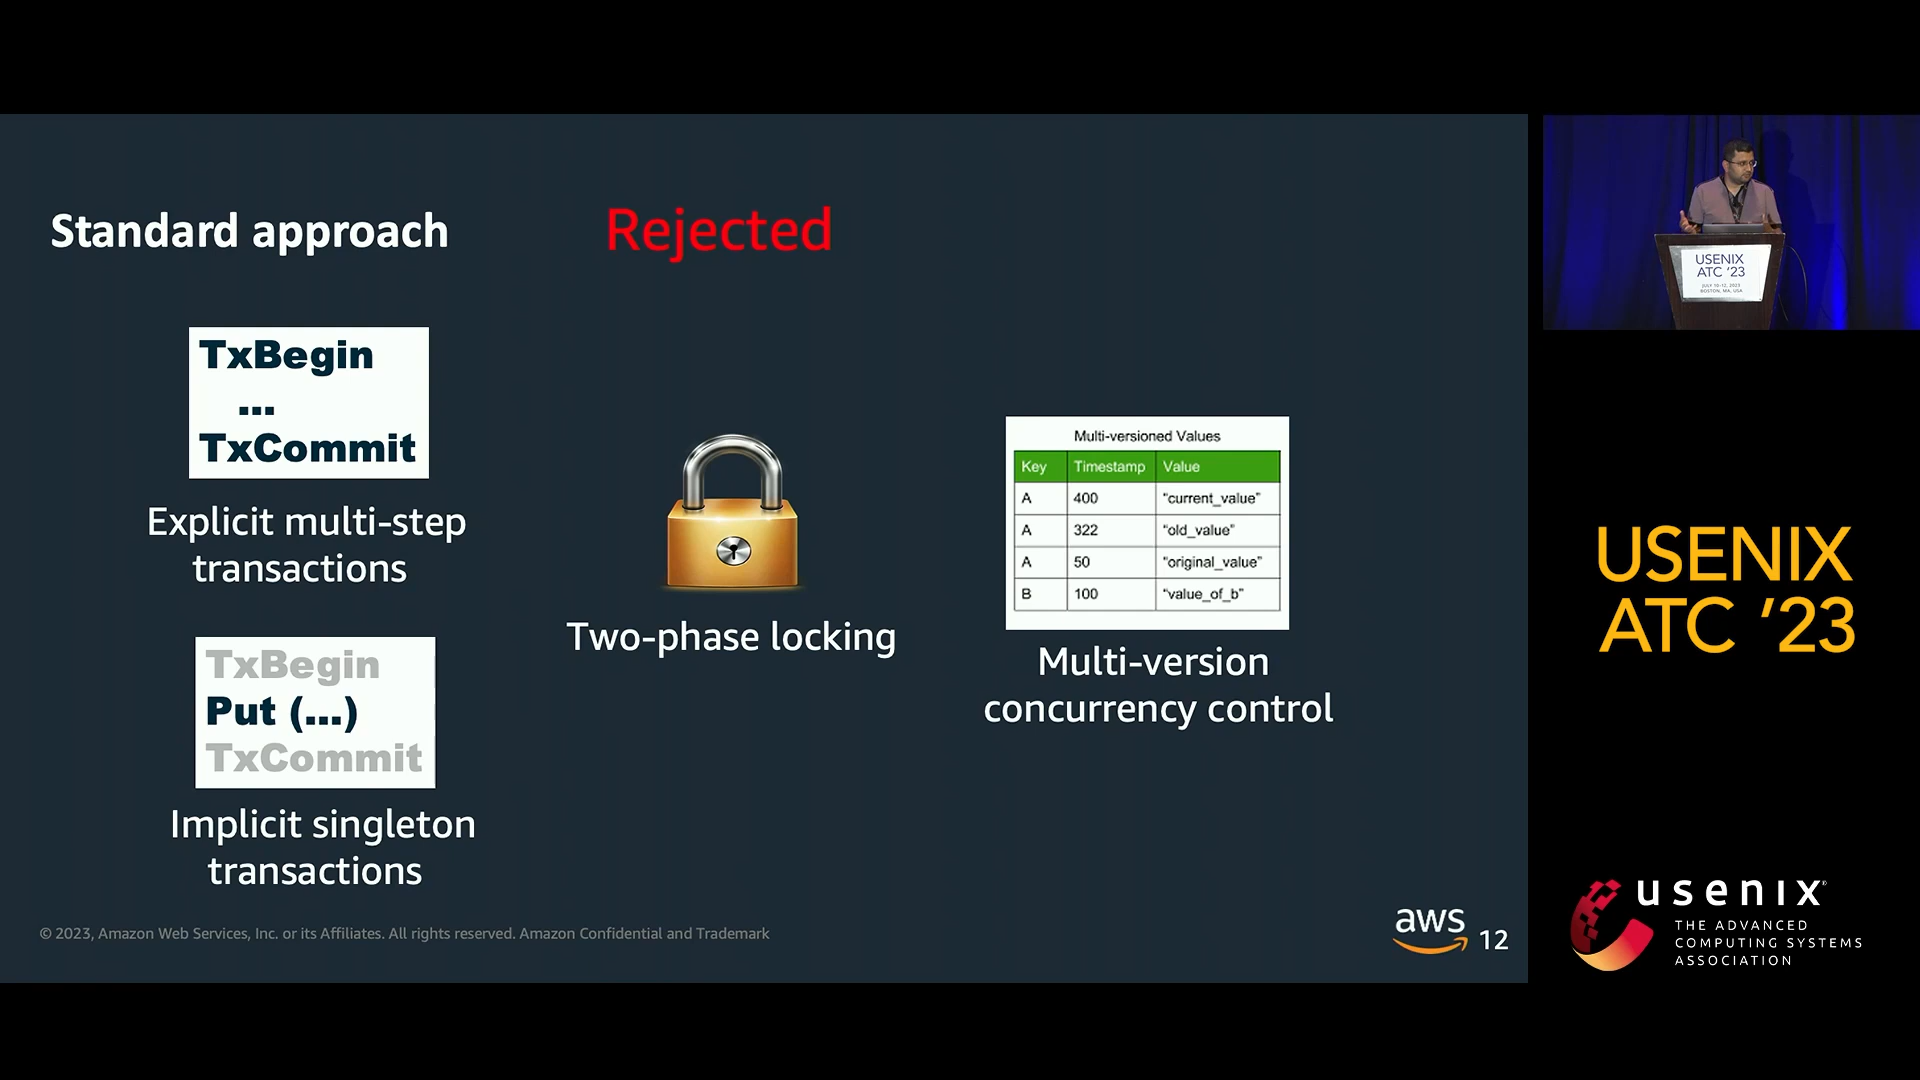 Standard approach
Rejected
TxBegin
...
TxCommit
Explicit multi-step
transactions
TxBegin
Put (...)
TxCommit
Implicit singleton
transactions
Two-phase locking
Multi-versioned Values
Key Timestamp Value
A 400 "current_value"
A 322 "old_value"
A 50 "original_value"
B 100 "value_of_b"
Multi-version
concurrency control
© 2023, Amazon Web Services, Inc. or its Affiliates. All rights reserved. Amazon Confidential and Trademark
aws
12
USENIX
ATC '23
JULY 10–12, 2023
BOSTON, MA, USA
USENIX
ATC '23
usenix
THE ADVANCED
COMPUTING SYSTEMS
ASSOCIATION